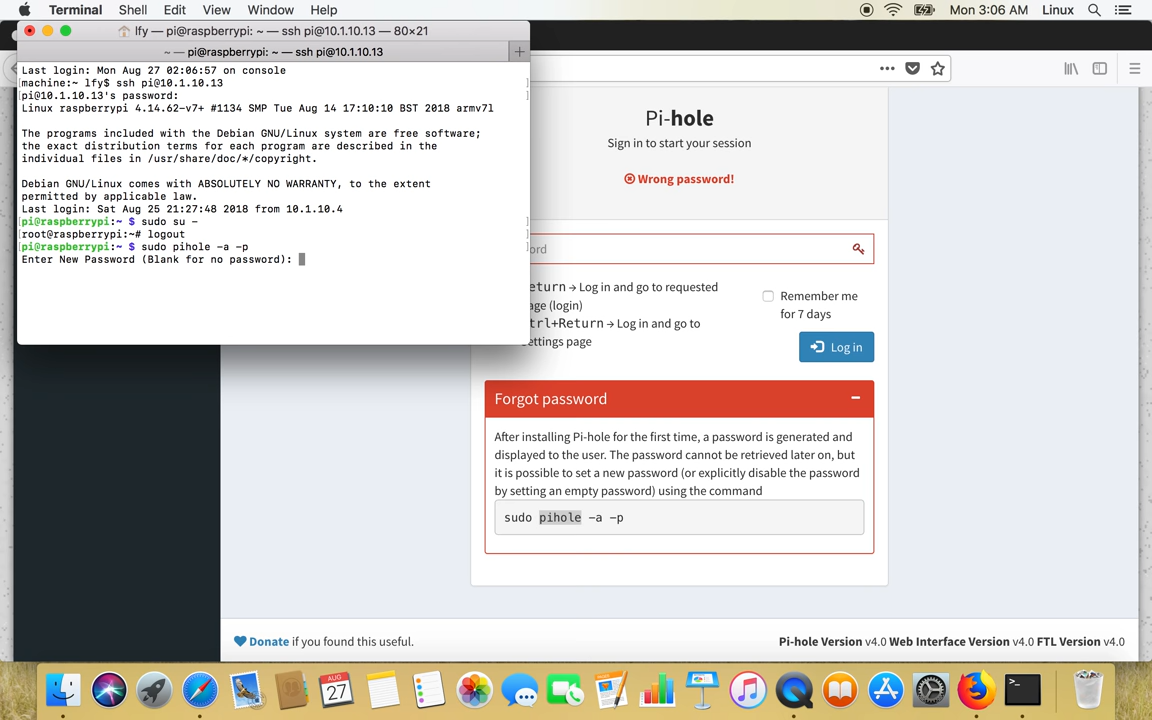 Terminal Shell Edit View Window Help Mon 3:06 AM Linux
lfy — pi@raspberrypi: ~ — ssh pi@10.1.10.13 — 80×21
~ — pi@raspberrypi: ~ — ssh pi@10.1.10.13 +
Last login: Mon Aug 27 02:06:57 on console
[machine:~ lfy$ ssh pi@10.1.10.13 ]
[pi@10.1.10.13's password: ]
Linux raspberrypi 4.14.62-v7+ #1134 SMP Tue Aug 14 17:10:10 BST 2018 armv7l
The programs included with the Debian GNU/Linux system are free software;
the exact distribution terms for each program are described in the
individual files in /usr/share/doc/*/copyright.
Debian GNU/Linux comes with ABSOLUTELY NO WARRANTY, to the extent
permitted by applicable law.
Last login: Sat Aug 25 21:27:48 2018 from 10.1.10.4
[pi@raspberrypi:~ $ sudo su - ]
[root@raspberrypi:~# logout ]
[pi@raspberrypi:~ $ sudo pihole -a -p ]
Enter New Password (Blank for no password):
Pi-hole
Sign in to start your session
Wrong password!
ord
eturn → Log in and go to requested
age (login)
trl+Return → Log in and go to
ettings page
Remember me
for 7 days
Log in
Forgot password
After installing Pi-hole for the first time, a password is generated and
displayed to the user. The password cannot be retrieved later on, but
it is possible to set a new password (or explicitly disable the password
by setting an empty password) using the command
sudo pihole -a -p
Donate if you found this useful.
Pi-hole Version v4.0 Web Interface Version v4.0 FTL Version v4.0
AUG
27
>_